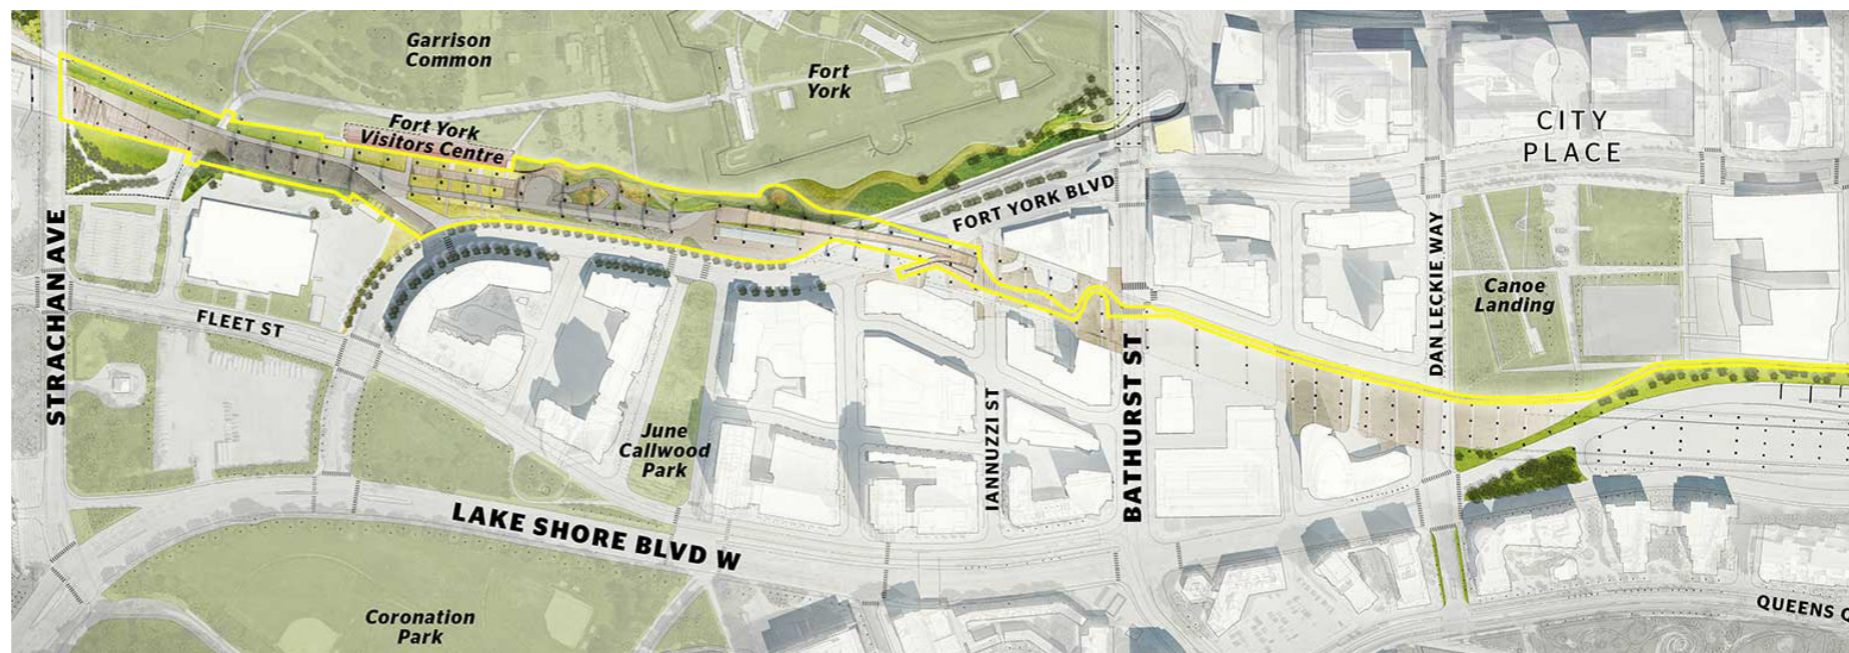 Garrison
Common
Fort
York
Fort York
Visitors Centre
CITY
PLACE
FORT YORK BLVD
STRACHAN AVE
DAN LECKIE WAY
Canoe
Landing
FLEET ST
BATHURST ST
IANNUZZI ST
June
Callwood
Park
LAKE SHORE BLVD W
Coronation
Park
QUEENS Q